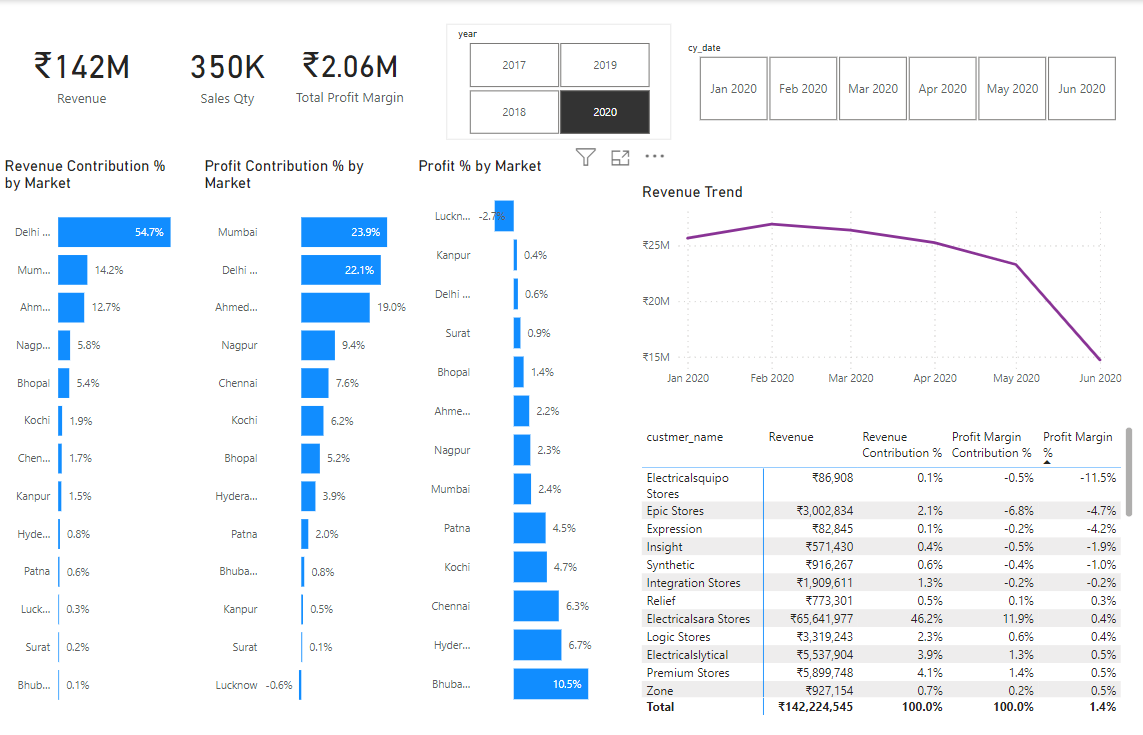 ₹142M
Revenue
350K
Sales Qty
₹2.06M
Total Profit Margin
year
2017
2019
2018
2020
cy_date
Jan 2020
Feb 2020
Mar 2020
Apr 2020
May 2020
Jun 2020
Revenue Contribution %
by Market
Delhi ... 54.7%
Mum... 14.2%
Ahm... 12.7%
Nagp... 5.8%
Bhopal 5.4%
Kochi 1.9%
Chen... 1.7%
Kanpur 1.5%
Hyde... 0.8%
Patna 0.6%
Luck... 0.3%
Surat 0.2%
Bhub... 0.1%
Profit Contribution % by
Market
Mumbai 23.9%
Delhi ... 22.1%
Ahmed... 19.0%
Nagpur 9.4%
Chennai 7.6%
Kochi 6.2%
Bhopal 5.2%
Hydera... 3.9%
Patna 2.0%
Bhuba... 0.8%
Kanpur 0.5%
Surat 0.1%
Lucknow -0.6%
Profit % by Market
Luckn... -2.7%
Kanpur 0.4%
Delhi ... 0.6%
Surat 0.9%
Bhopal 1.4%
Ahme... 2.2%
Nagpur 2.3%
Mumbai 2.4%
Patna 4.5%
Kochi 4.7%
Chennai 6.3%
Hyder... 6.7%
Bhuba... 10.5%
Revenue Trend
₹25M
₹20M
₹15M
Jan 2020 Feb 2020 Mar 2020 Apr 2020 May 2020 Jun 2020
custmer_name Revenue Revenue Profit Margin Profit Margin
Contribution % Contribution % %
Electricalsquipo ₹86,908 0.1% -0.5% -11.5%
Stores
Epic Stores ₹3,002,834 2.1% -6.8% -4.7%
Expression ₹82,845 0.1% -0.2% -4.2%
Insight ₹571,430 0.4% -0.5% -1.9%
Synthetic ₹916,267 0.6% -0.4% -1.0%
Integration Stores ₹1,909,611 1.3% -0.2% -0.2%
Relief ₹773,301 0.5% 0.1% 0.3%
Electricalsara Stores ₹65,641,977 46.2% 11.9% 0.4%
Logic Stores ₹3,319,243 2.3% 0.6% 0.4%
Electricalslytical ₹5,537,904 3.9% 1.3% 0.5%
Premium Stores ₹5,899,748 4.1% 1.4% 0.5%
Zone ₹927,154 0.7% 0.2% 0.5%
Total ₹142,224,545 100.0% 100.0% 1.4%